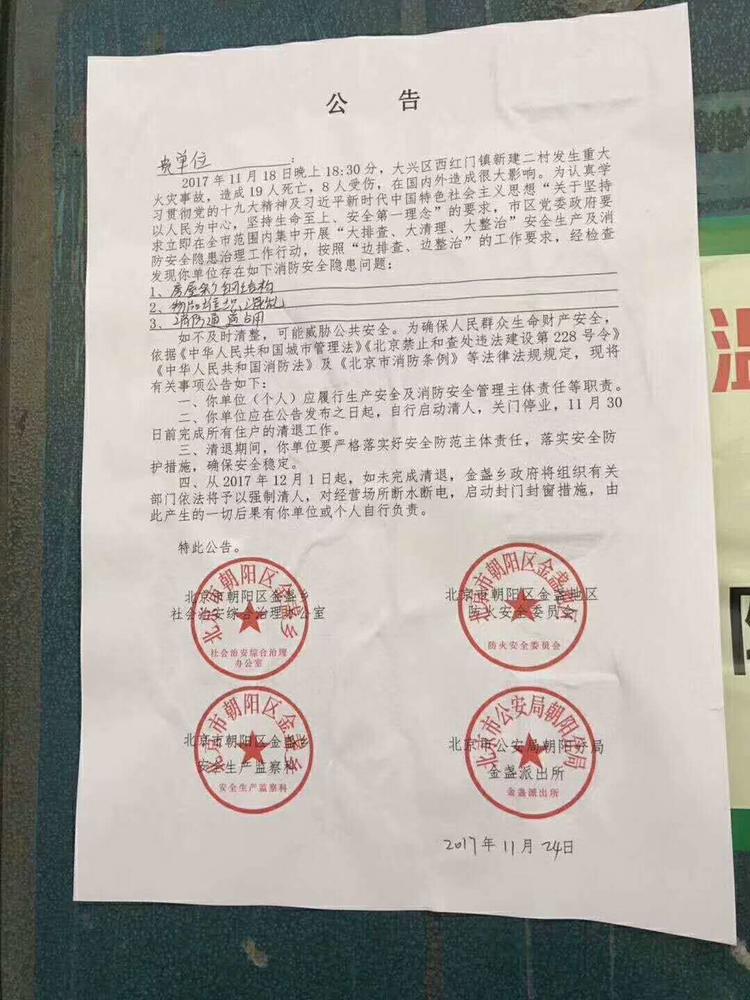 公 告
贵单位 :
2017 年 11 月 18 日晚上 18:30 分，大兴区西红门镇新建二村发生重大
火灾事故，造成 19 人死亡，8 人受伤，在国内外造成很大影响。为认真学
习贯彻党的十九大精神及习近平新时代中国特色社会主义思想“关于坚持
以人民为中心，坚持生命至上、安全第一理念”的要求，市区党委政府要
求立即在全市范围内集中开展“大排查、大清理、大整治”安全生产及消
防安全隐患治理工作行动，按照“边排查、边整治”的工作要求，经检查
发现你单位存在如下消防安全隐患问题：
1、房屋彩钢结构
2、物品堆积混乱
3、消防通道占用
如不及时清整，可能威胁公共安全。为确保人民群众生命财产安全，
依据《中华人民共和国城市管理法》《北京禁止和查处违法建设第 228 号令》
《中华人民共和国消防法》及《北京市消防条例》等法律法规规定，现将
有关事项公告如下：
一、你单位（个人）应履行生产安全及消防安全管理主体责任等职责。
二、你单位应在公告发布之日起，自行启动清人，关门停业，11 月 30
日前完成所有住户的清退工作。
三、清退期间，你单位要严格落实好安全防范主体责任，落实安全防
护措施，确保安全稳定。
四、从 2017 年 12 月 1 日起，如未完成清退，金盏乡政府将组织有关
部门依法将予以强制清人，对经营场所断水断电，启动封门封窗措施，由
此产生的一切后果有你单位或个人自行负责。
特此公告。
北京市朝阳区金盏乡
社会治安综合治理办公室
北京市朝阳区金盏乡
社会治安综合治理
办公室
北京市朝阳区金盏地区
防火安全委员会
北京市朝阳区金盏地区
防火安全委员会
北京市朝阳区金盏乡
安全生产监察科
北京市朝阳区金盏乡
安全生产监察科
北京市公安局朝阳分局
金盏派出所
北京市公安局朝阳分局
金盏派出所
2017 年 11 月 24日